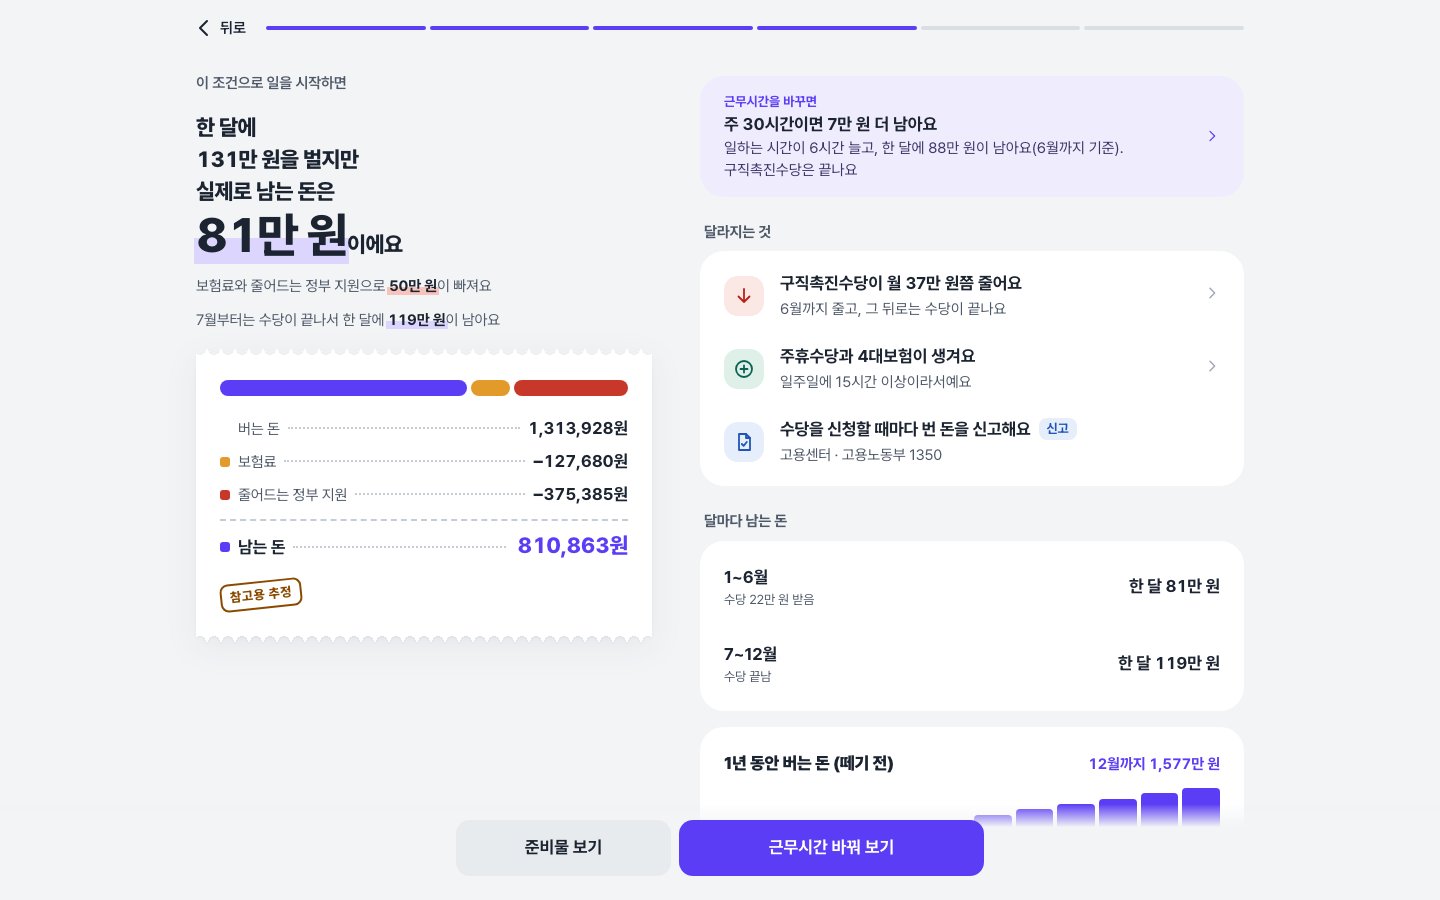 뒤로
이 조건으로 일을 시작하면
한 달에
131만 원을 벌지만
실제로 남는 돈은
81만 원이에요
보험료와 줄어드는 정부 지원으로 50만 원이 빠져요
7월부터는 수당이 끝나서 한 달에 119만 원이 남아요
버는 돈 1,313,928원
보험료 −127,680원
줄어드는 정부 지원 −375,385원
남는 돈 810,863원
참고용 추정
근무시간을 바꾸면
주 30시간이면 7만 원 더 남아요
일하는 시간이 6시간 늘고, 한 달에 88만 원이 남아요(6월까지 기준).
구직촉진수당은 끝나요
달라지는 것
구직촉진수당이 월 37만 원쯤 줄어요
6월까지 줄고, 그 뒤로는 수당이 끝나요
주휴수당과 4대보험이 생겨요
일주일에 15시간 이상이라서예요
수당을 신청할 때마다 번 돈을 신고해요 신고
고용센터 · 고용노동부 1350
달마다 남는 돈
1~6월 한 달 81만 원
수당 22만 원 받음
7~12월 한 달 119만 원
수당 끝남
1년 동안 버는 돈 (떼기 전) 12월까지 1,577만 원
준비물 보기
근무시간 바꿔 보기